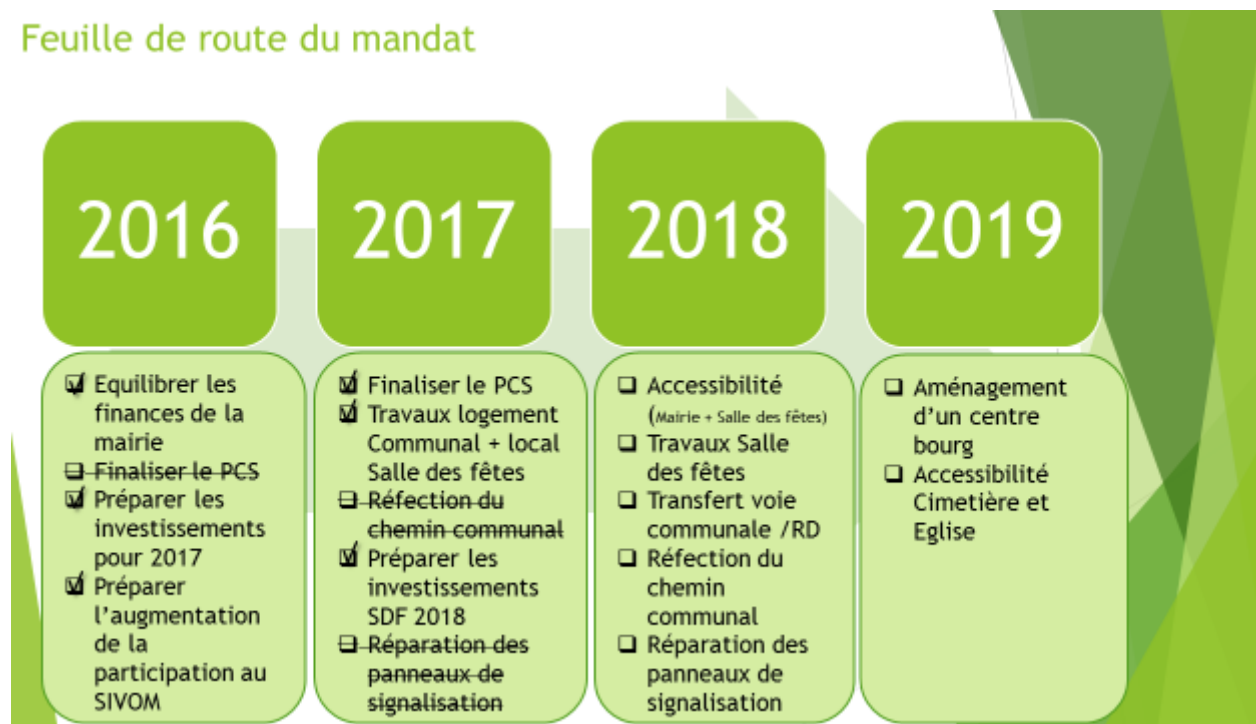 Feuille de route du mandat
2016
2017
2018
2019
Equilibrer les
finances de la
mairie
Finaliser le PCS
Préparer les
investissements
pour 2017
Préparer
l’augmentation
de la
participation au
SIVOM
Finaliser le PCS
Travaux logement
Communal + local
Salle des fêtes
Réfection du
chemin communal
Préparer les
investissements
SDF 2018
Réparation des
panneaux de
signalisation
Accessibilité
(Mairie + Salle des fêtes)
Travaux Salle
des fêtes
Transfert voie
communale /RD
Réfection du
chemin
communal
Réparation des
panneaux de
signalisation
Aménagement
d’un centre
bourg
Accessibilité
Cimetière et
Eglise